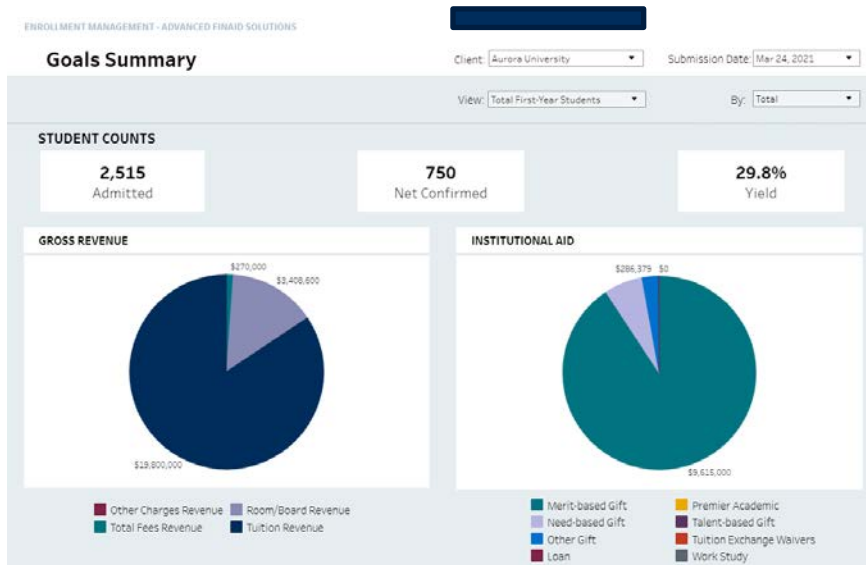 ENROLLMENT MANAGEMENT - ADVANCED FINAID SOLUTIONS
Goals Summary
Client: Aurora University
Submission Date: Mar 24, 2021
View: Total First-Year Students
By: Total
STUDENT COUNTS
2,515
Admitted
750
Net Confirmed
29.8%
Yield
GROSS REVENUE
$270,000
$3,408,600
$19,800,000
Other Charges Revenue
Room/Board Revenue
Total Fees Revenue
Tuition Revenue
INSTITUTIONAL AID
$286,379
$0
$9,615,000
Merit-based Gift
Premier Academic
Need-based Gift
Talent-based Gift
Other Gift
Tuition Exchange Waivers
Loan
Work Study